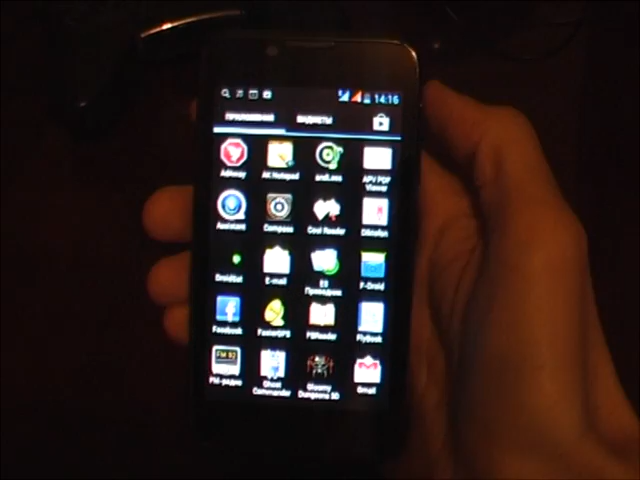 14:16
ПРИЛОЖЕНИЯ ВИДЖЕТЫ
AdAway AK Notepad andLess APV PDF
Viewer
Assistant Compass Cool Reader Diktofon
DroidSat E-mail ES
Проводник F-Droid
Facebook FasterGPS FBReader FlyBook
FM 92
FM-радио Ghost
Commander Gloomy
Dungeons 3D Gmail